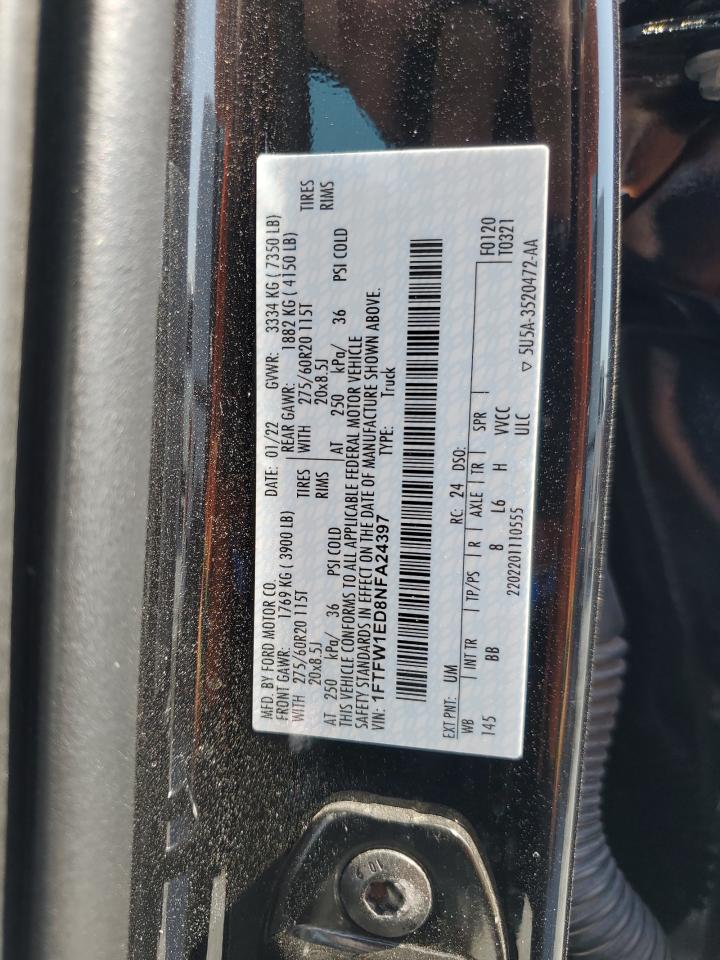 MFD. BY FORD MOTOR CO. DATE: 01/22 GVWR: 3334 KG ( 7350 LB)
FRONT GAWR: 1769 KG ( 3900 LB) REAR GAWR: 1882 KG ( 4150 LB)
WITH 275/60R20 115T TIRES WITH 275/60R20 115T TIRES
20x8.5J RIMS 20x8.5J RIMS
AT 250 kPa/ 36 PSI COLD AT 250 kPa/ 36 PSI COLD
THIS VEHICLE CONFORMS TO ALL APPLICABLE FEDERAL MOTOR VEHICLE
SAFETY STANDARDS IN EFFECT ON THE DATE OF MANUFACTURE SHOWN ABOVE.
VIN: 1FTFW1ED8NFA24397 TYPE: Truck
EXT PNT: UM RC: 24 DSO: F0120
WB INT TR TP/PS R AXLE TR SPR T0321
145 BB 8 L6 H VVCC
2202201110555 ULC
▽ 5U5A-3520472-AA
10.9